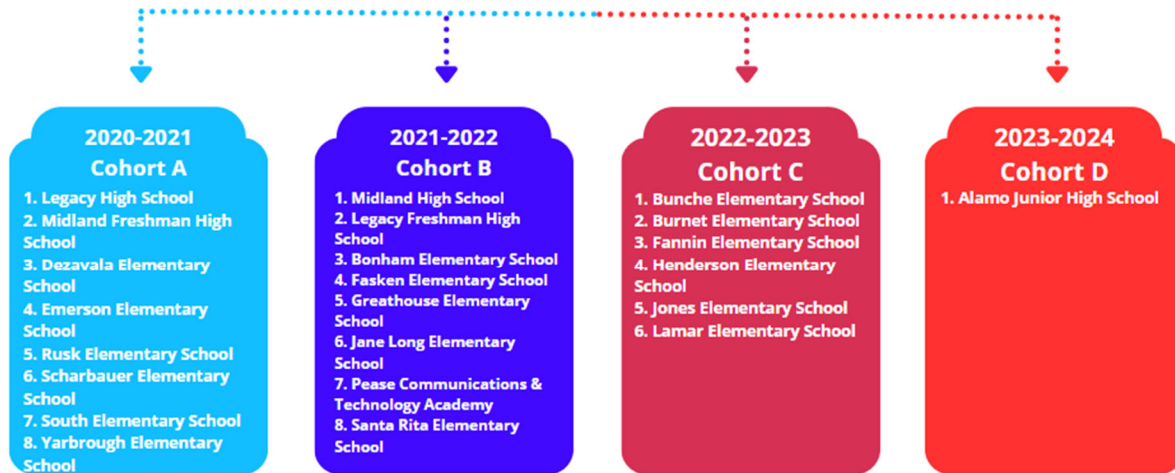 2020-2021
Cohort A
1. Legacy High School
2. Midland Freshman High
School
3. Dezavala Elementary
School
4. Emerson Elementary
School
5. Rusk Elementary School
6. Scharbauer Elementary
School
7. South Elementary School
8. Yarbrough Elementary
School
2021-2022
Cohort B
1. Midland High School
2. Legacy Freshman High
School
3. Bonham Elementary School
4. Fasken Elementary School
5. Greathouse Elementary
School
6. Jane Long Elementary
School
7. Pease Communications &
Technology Academy
8. Santa Rita Elementary
School
2022-2023
Cohort C
1. Bunche Elementary School
2. Burnet Elementary School
3. Fannin Elementary School
4. Henderson Elementary
School
5. Jones Elementary School
6. Lamar Elementary School
2023-2024
Cohort D
1. Alamo Junior High School